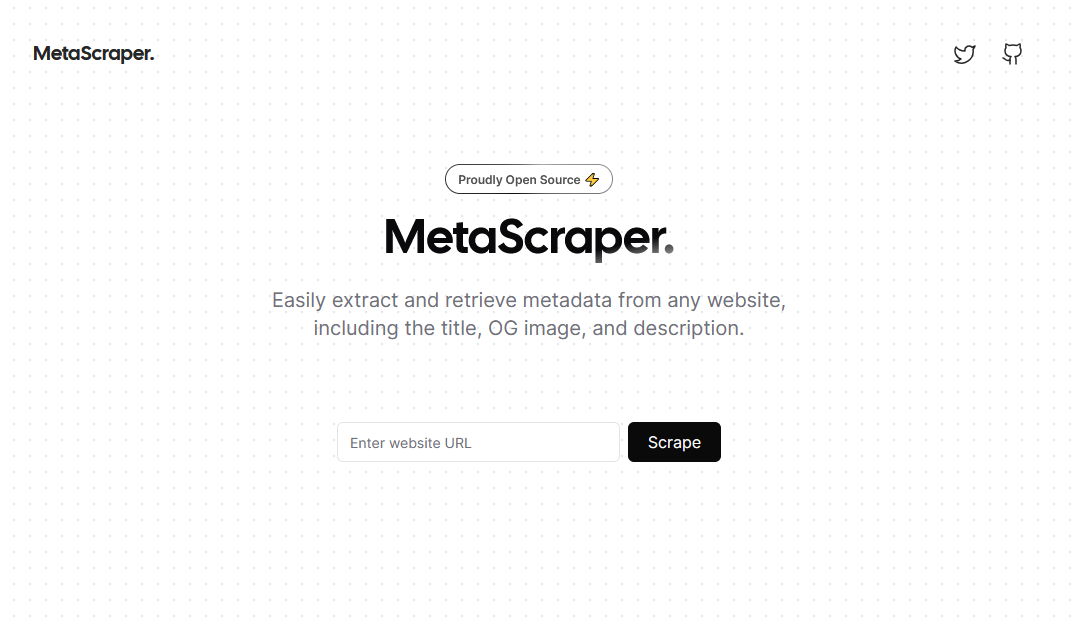 MetaScraper.
Proudly Open Source ⚡
MetaScraper.
Easily extract and retrieve metadata from any website,
including the title, OG image, and description.
Enter website URL
Scrape